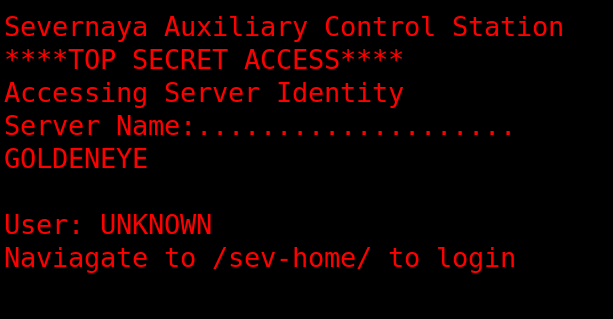 Severnaya Auxiliary Control Station
****TOP SECRET ACCESS****
Accessing Server Identity
Server Name:....................
GOLDENEYE
User: UNKNOWN
Naviagate to /sev-home/ to login